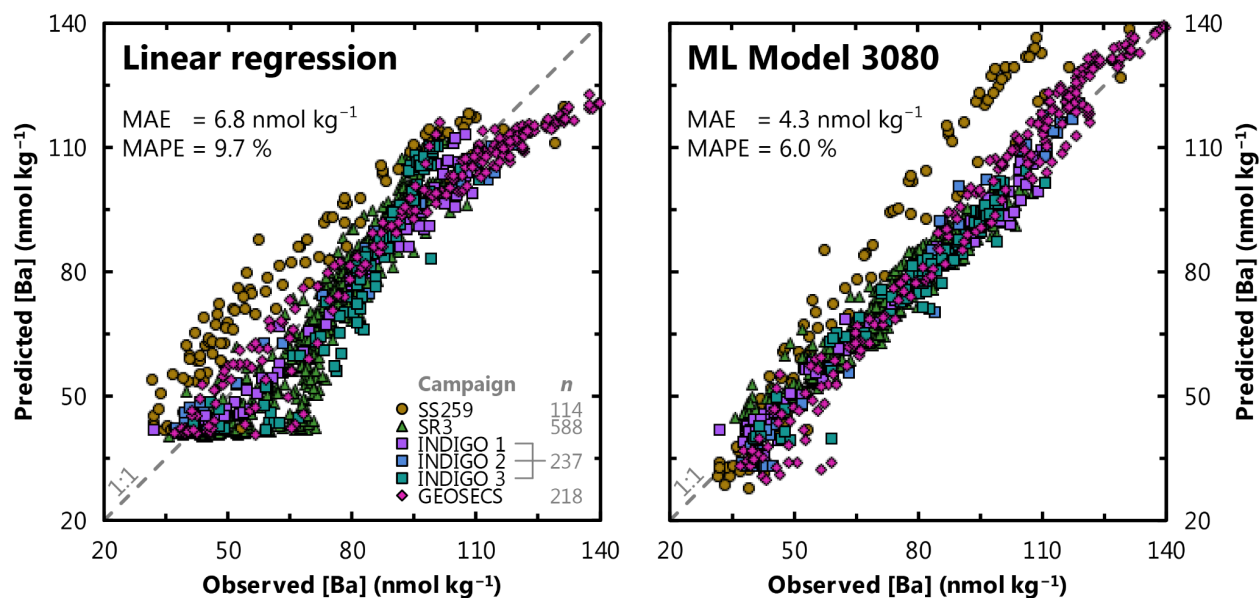 Linear regression
MAE = 6.8 nmol kg⁻¹
MAPE = 9.7 %
Predicted [Ba] (nmol kg⁻¹)
140
110
80
50
20
1:1
Campaign n
SS259 114
SR3 588
INDIGO 1
INDIGO 2 237
INDIGO 3
GEOSECS 218
20 50 80 110 140
Observed [Ba] (nmol kg⁻¹)
ML Model 3080
MAE = 4.3 nmol kg⁻¹
MAPE = 6.0 %
1:1
140
110
80
50
20
Predicted [Ba] (nmol kg⁻¹)
20 50 80 110 140
Observed [Ba] (nmol kg⁻¹)